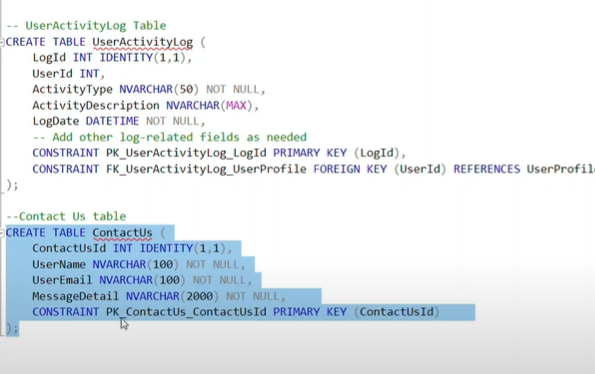 -- UserActivityLog Table
CREATE TABLE UserActivityLog (
LogId INT IDENTITY(1,1),
UserId INT,
ActivityType NVARCHAR(50) NOT NULL,
ActivityDescription NVARCHAR(MAX),
LogDate DATETIME NOT NULL,
-- Add other log-related fields as needed
CONSTRAINT PK_UserActivityLog_LogId PRIMARY KEY (LogId),
CONSTRAINT FK_UserActivityLog_UserProfile FOREIGN KEY (UserId) REFERENCES UserProfil
);
--Contact Us table
CREATE TABLE ContactUs (
ContactUsId INT IDENTITY(1,1),
UserName NVARCHAR(100) NOT NULL,
UserEmail NVARCHAR(100) NOT NULL,
MessageDetail NVARCHAR(2000) NOT NULL,
CONSTRAINT PK_ContactUs_ContactUsId PRIMARY KEY (ContactUsId)
);